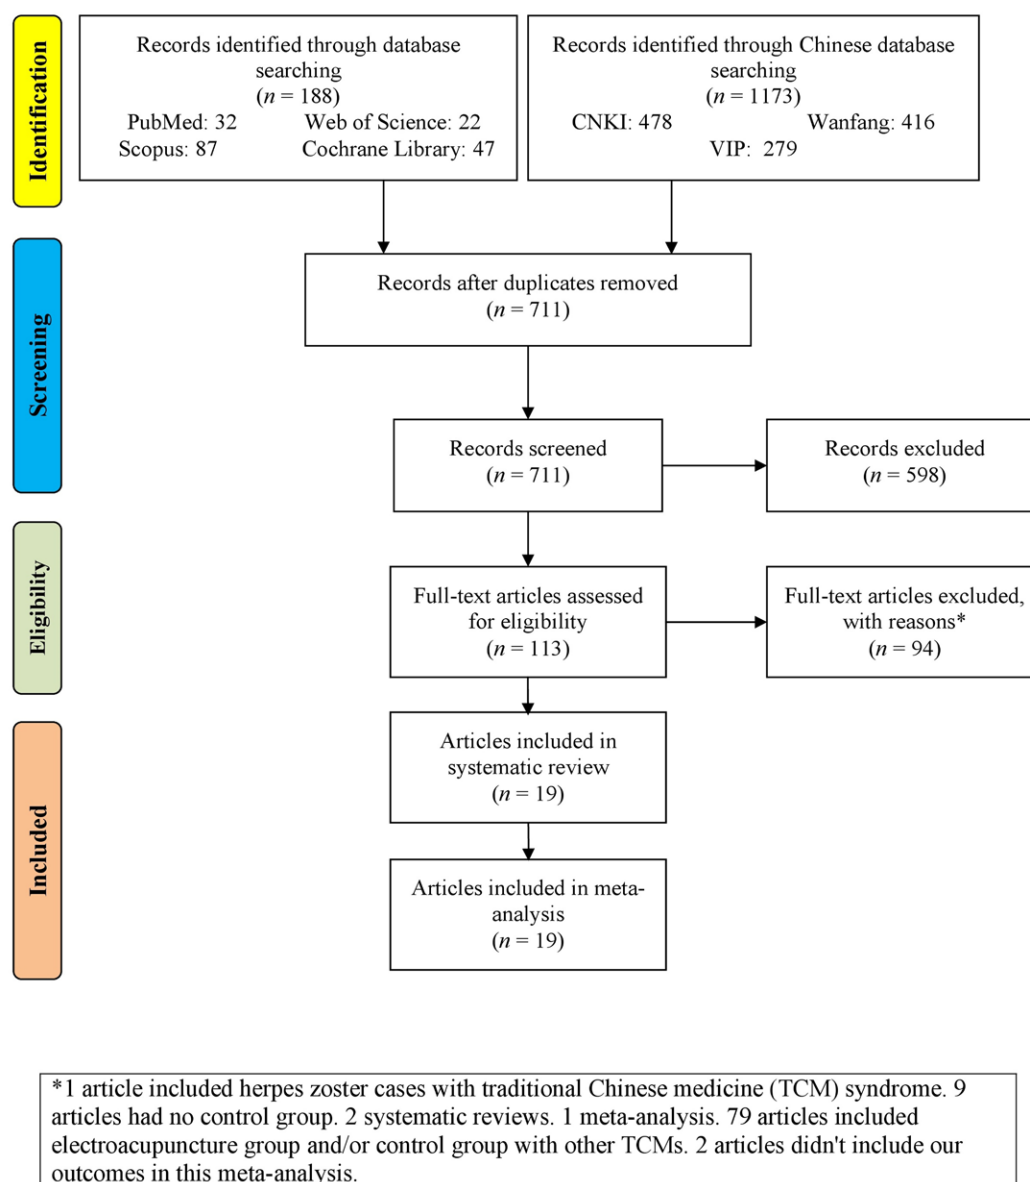 Identification
Records identified through database
searching
(n = 188)
PubMed: 32 Web of Science: 22
Scopus: 87 Cochrane Library: 47
Records identified through Chinese database
searching
(n = 1173)
CNKI: 478 Wanfang: 416
VIP: 279
Screening
Records after duplicates removed
(n = 711)
Records screened
(n = 711)
Records excluded
(n = 598)
Eligibility
Full-text articles assessed
for eligibility
(n = 113)
Full-text articles excluded,
with reasons*
(n = 94)
Included
Articles included in
systematic review
(n = 19)
Articles included in meta-
analysis
(n = 19)
*1 article included herpes zoster cases with traditional Chinese medicine (TCM) syndrome. 9
articles had no control group. 2 systematic reviews. 1 meta-analysis. 79 articles included
electroacupuncture group and/or control group with other TCMs. 2 articles didn't include our
outcomes in this meta-analysis.